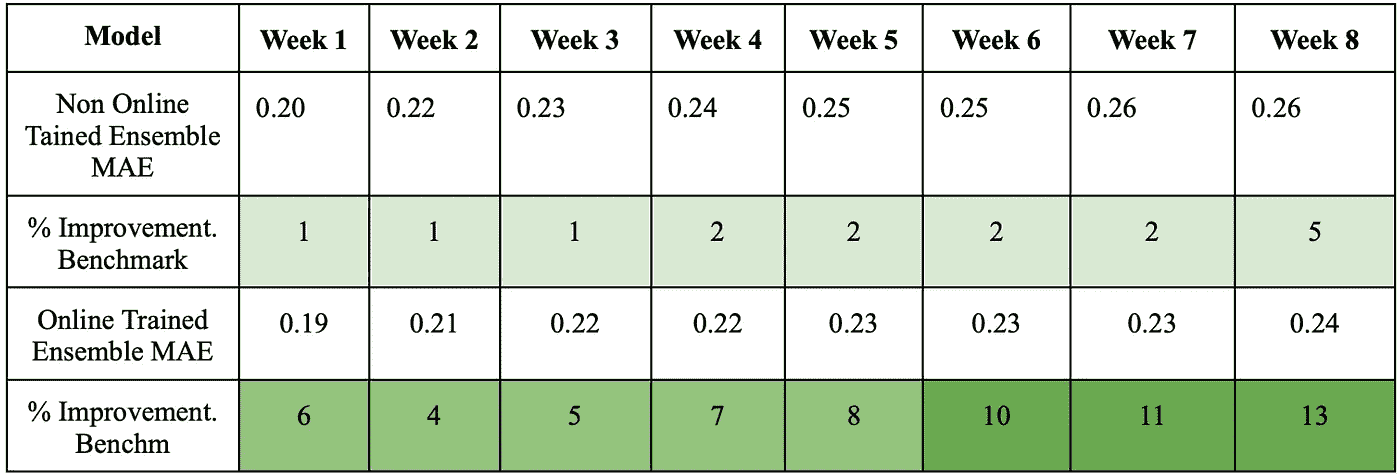 Model Week 1 Week 2 Week 3 Week 4 Week 5 Week 6 Week 7 Week 8
Non Online
Tained Ensemble
MAE
0.20 0.22 0.23 0.24 0.25 0.25 0.26 0.26
% Improvement.
Benchmark
1 1 1 2 2 2 2 5
Online Trained
Ensemble MAE
0.19 0.21 0.22 0.22 0.23 0.23 0.23 0.24
% Improvement.
Benchm
6 4 5 7 8 10 11 13